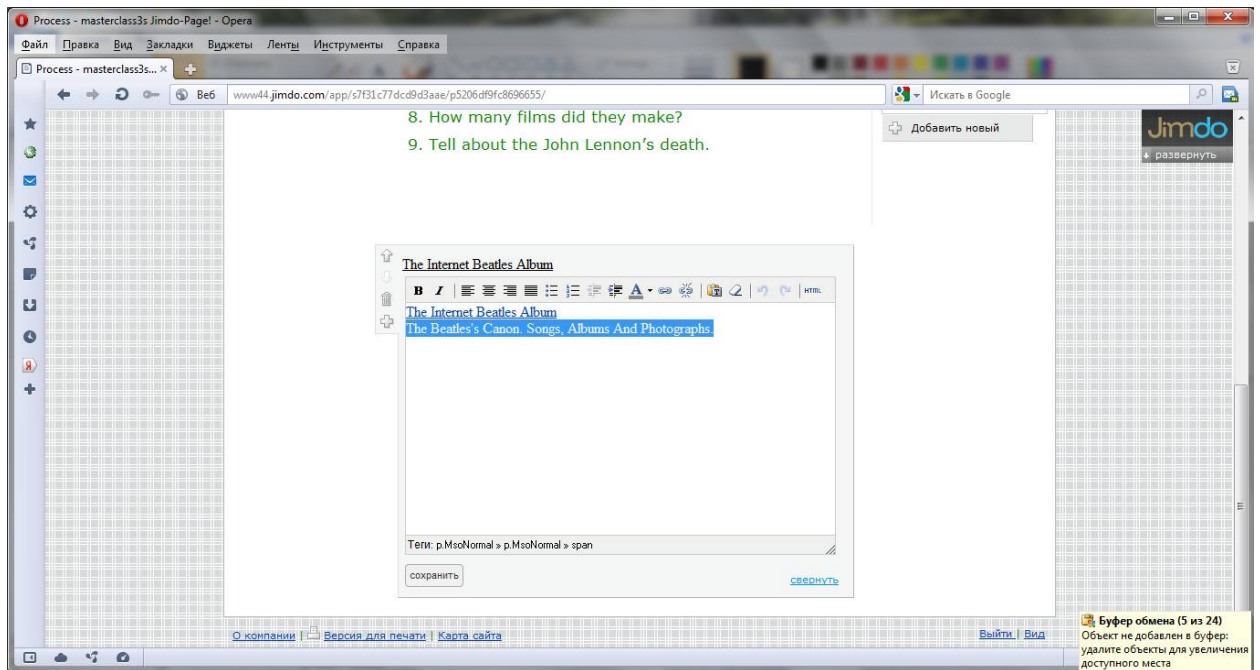 Process - masterclass3s Jimdo-Page! - Opera
Файл Правка Вид Закладки Виджеты Ленты Инструменты Справка
Process - masterclass3s...
Веб www44.jimdo.com/app/s7f31c77dcd9d3aae/p5206df9fc8696655/ Искать в Google
8. How many films did they make?
9. Tell about the John Lennon's death.
Добавить новый
Jimdo
развернуть
The Internet Beatles Album
B I A HTML
The Internet Beatles Album
The Beatles's Canon. Songs, Albums And Photographs.
Теги: p.MsoNormal » p.MsoNormal » span
сохранить
свернуть
О компании | Версия для печати | Карта сайта
Выйти | Вид
Буфер обмена (5 из 24)
Объект не добавлен в буфер:
удалите объекты для увеличения
доступного места